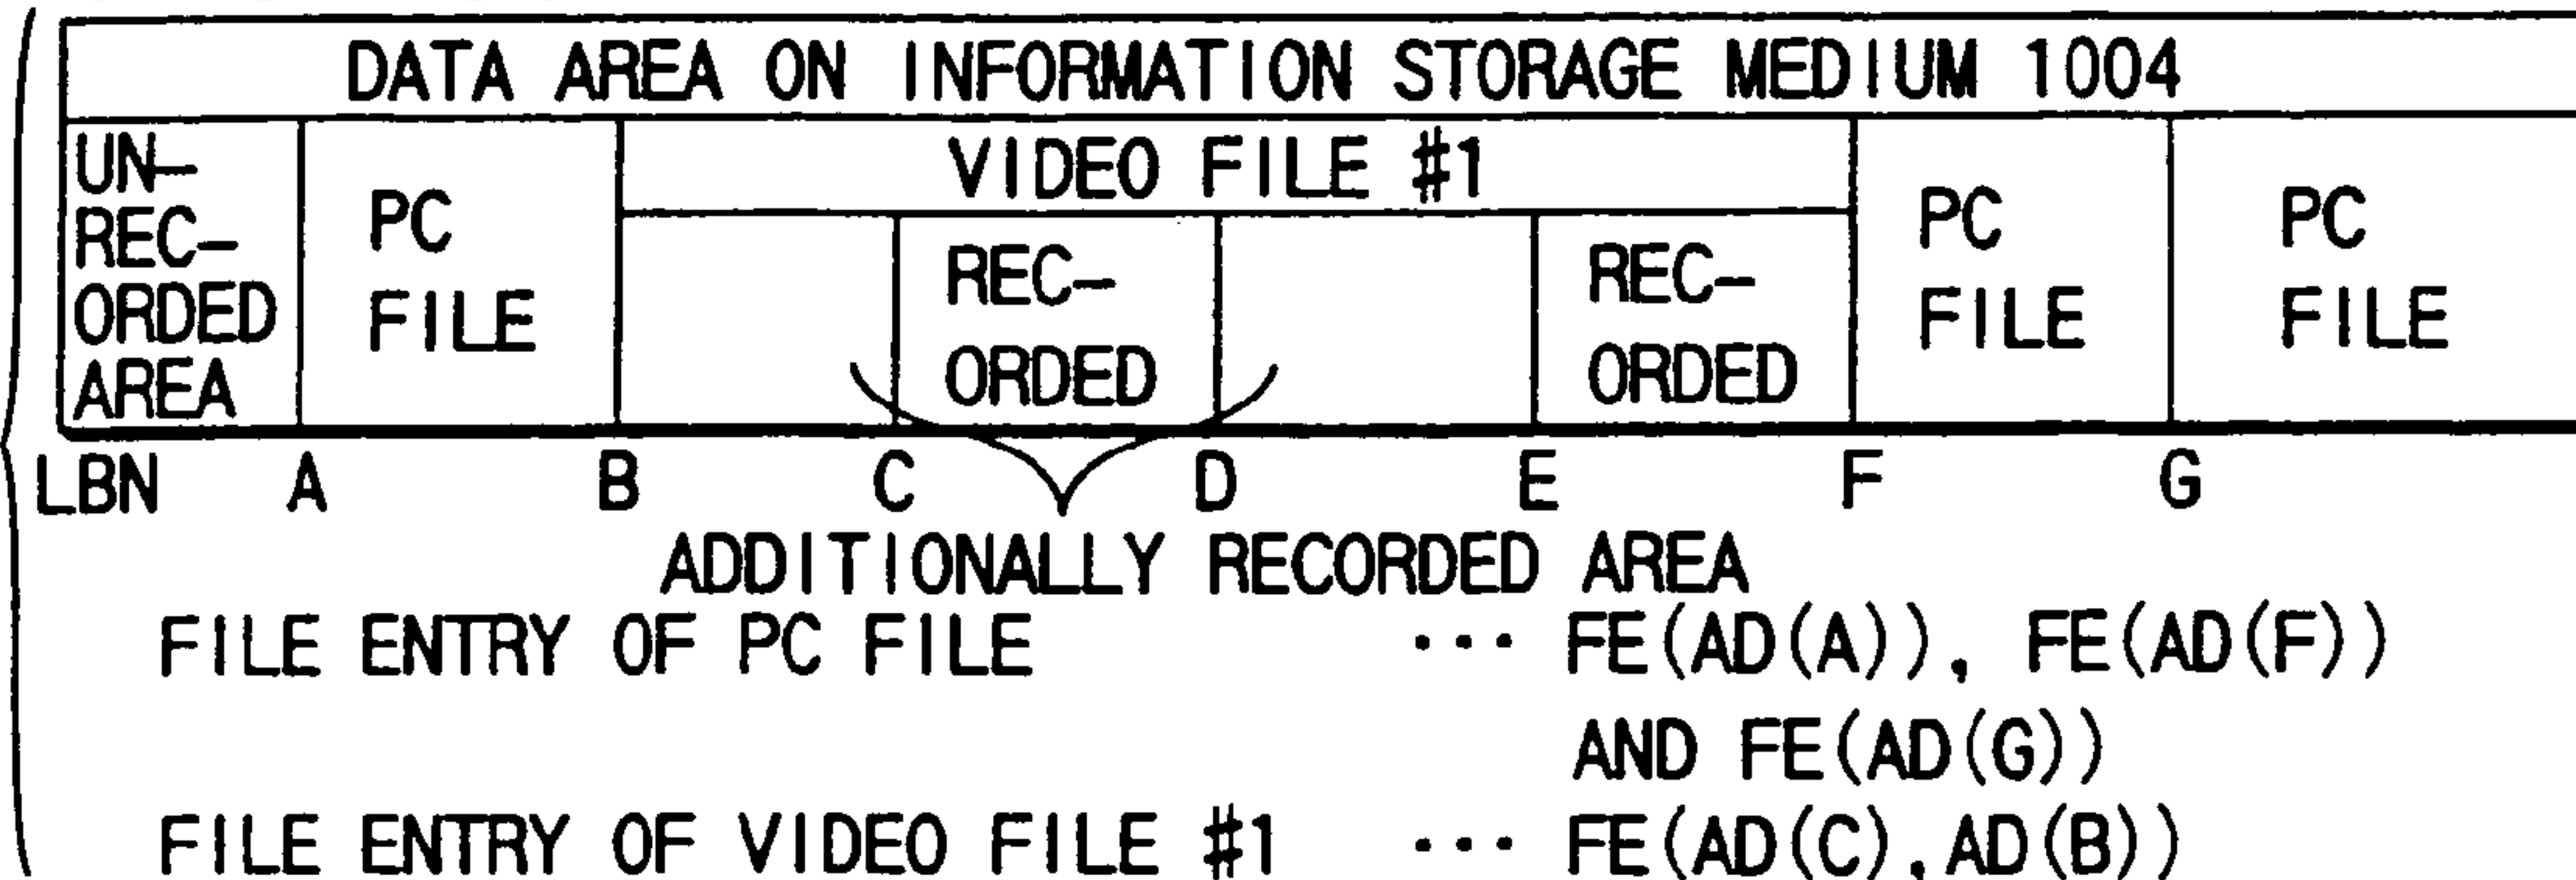 DATA AREA ON INFORMATION STORAGE MEDIUM 1004
UN-
REC-
ORDED
AREA
PC
FILE
VIDEO FILE #1
REC-
ORDED
REC-
ORDED
PC
FILE
PC
FILE
LBN A B C D E F G
ADDITIONALLY RECORDED AREA
FILE ENTRY OF PC FILE ··· FE(AD(A)), FE(AD(F))
AND FE(AD(G))
FILE ENTRY OF VIDEO FILE #1 ··· FE(AD(C),AD(B))